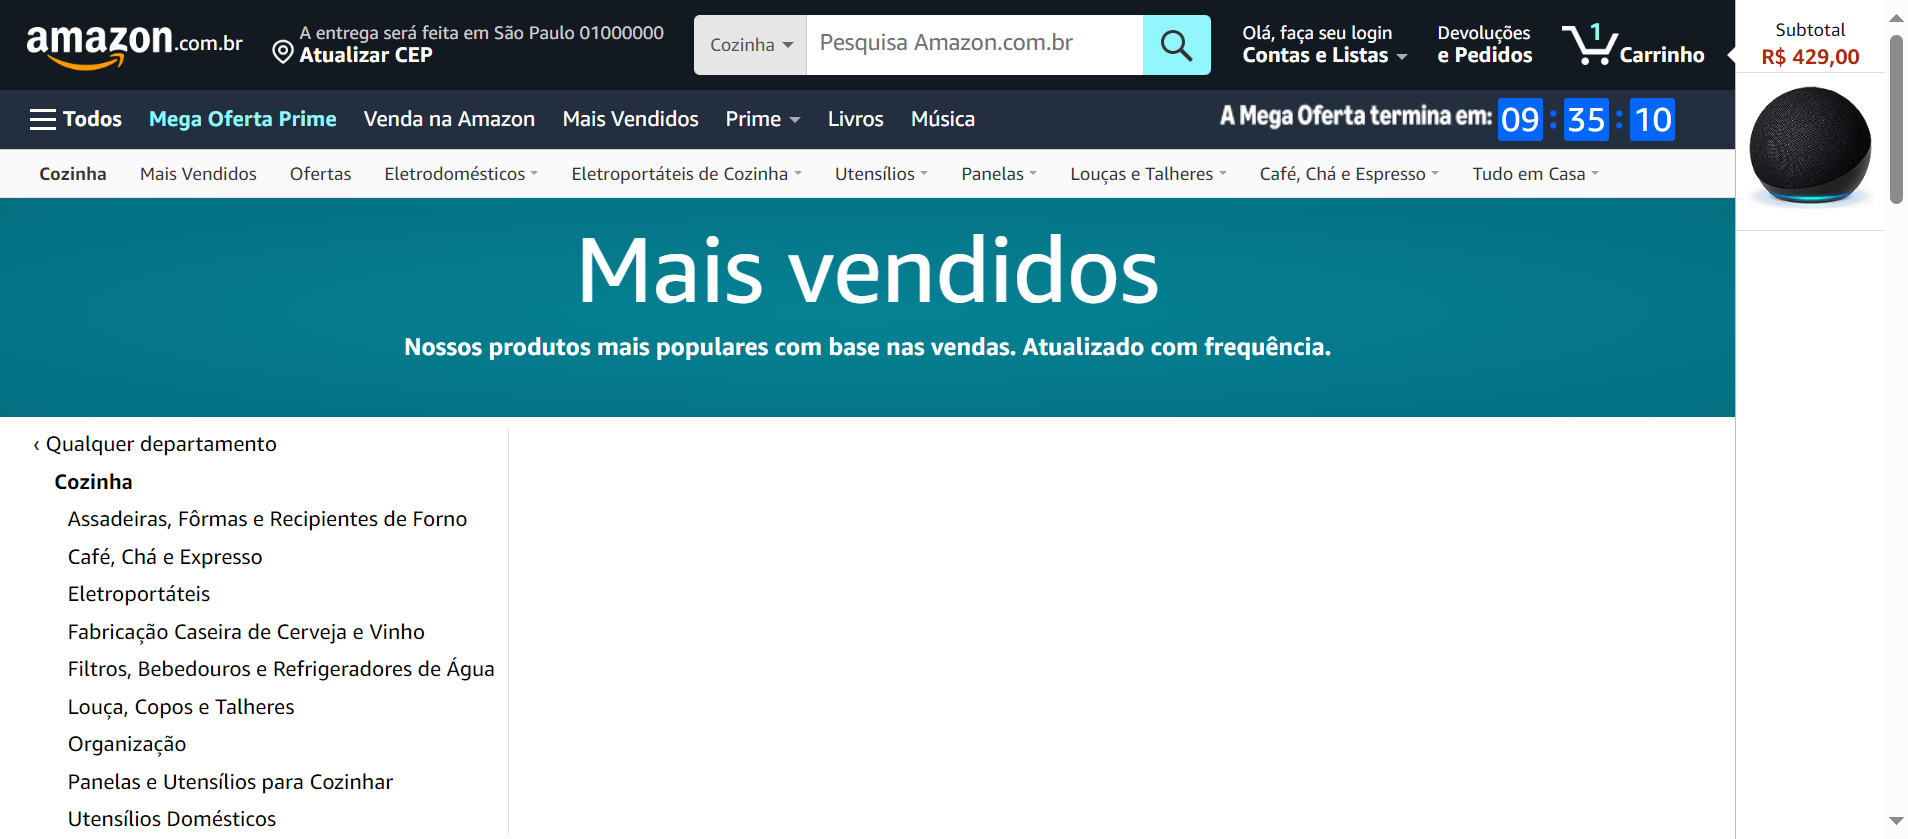 amazon.com.br
A entrega será feita em São Paulo 01000000
Atualizar CEP
Cozinha
Pesquisa Amazon.com.br
Olá, faça seu login
Contas e Listas
Devoluções
e Pedidos
1
Carrinho
Subtotal
R$ 429,00
Todos
Mega Oferta Prime
Venda na Amazon
Mais Vendidos
Prime
Livros
Música
A Mega Oferta termina em: 09 : 35 : 10
Cozinha
Mais Vendidos
Ofertas
Eletrodomésticos
Eletroportáteis de Cozinha
Utensílios
Panelas
Louças e Talheres
Café, Chá e Espresso
Tudo em Casa
Mais vendidos
Nossos produtos mais populares com base nas vendas. Atualizado com frequência.
‹ Qualquer departamento
Cozinha
Assadeiras, Fôrmas e Recipientes de Forno
Café, Chá e Expresso
Eletroportáteis
Fabricação Caseira de Cerveja e Vinho
Filtros, Bebedouros e Refrigeradores de Água
Louça, Copos e Talheres
Organização
Panelas e Utensílios para Cozinhar
Utensílios Domésticos